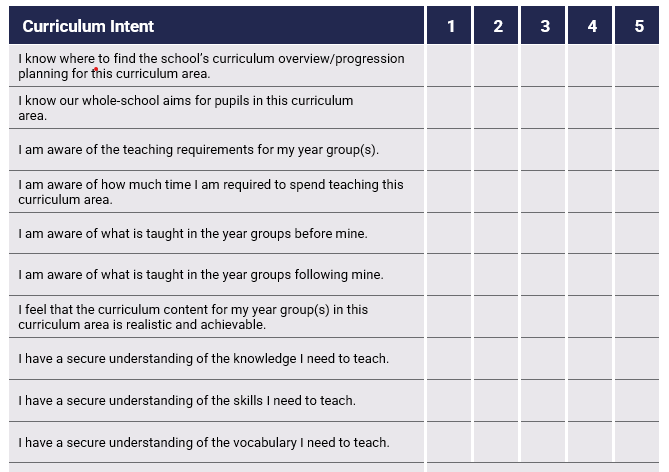 Curriculum Intent 1 2 3 4 5
I know where to find the school's curriculum overview/progression
planning for this curriculum area.
I know our whole-school aims for pupils in this curriculum
area.
I am aware of the teaching requirements for my year group(s).
I am aware of how much time I am required to spend teaching this
curriculum area.
I am aware of what is taught in the year groups before mine.
I am aware of what is taught in the year groups following mine.
I feel that the curriculum content for my year group(s) in this
curriculum area is realistic and achievable.
I have a secure understanding of the knowledge I need to teach.
I have a secure understanding of the skills I need to teach.
I have a secure understanding of the vocabulary I need to teach.